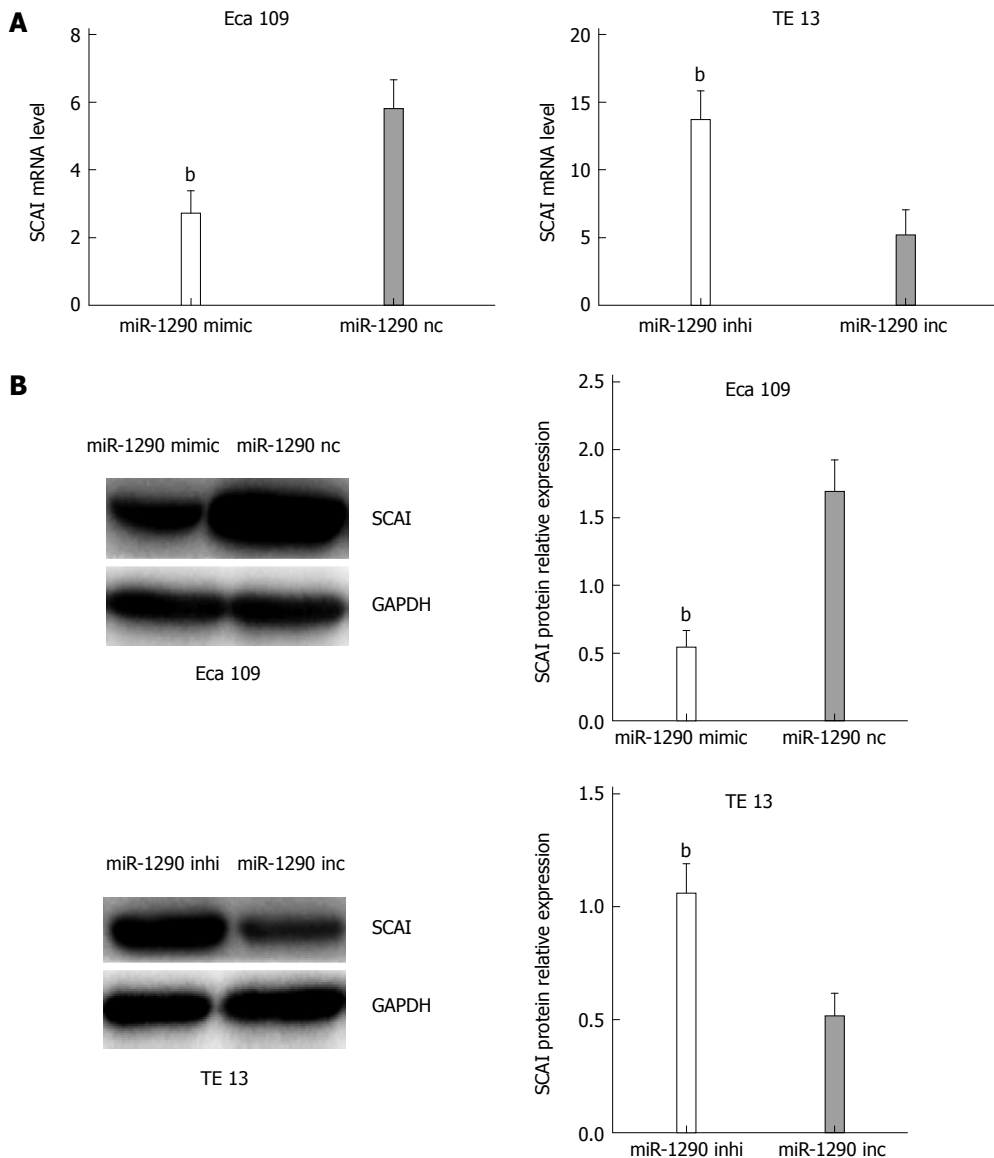 A
Eca 109
SCAI mRNA level
8
6
4
2
0
b
miR-1290 mimic
miR-1290 nc
TE 13
SCAI mRNA level
20
15
10
5
0
b
miR-1290 inhi
miR-1290 inc
B
miR-1290 mimic miR-1290 nc
SCAI
GAPDH
Eca 109
Eca 109
SCAI protein relative expression
2.5
2.0
1.5
1.0
0.5
0.0
b
miR-1290 mimic
miR-1290 nc
miR-1290 inhi miR-1290 inc
SCAI
GAPDH
TE 13
TE 13
SCAI protein relative expression
1.5
1.0
0.5
0.0
b
miR-1290 inhi
miR-1290 inc